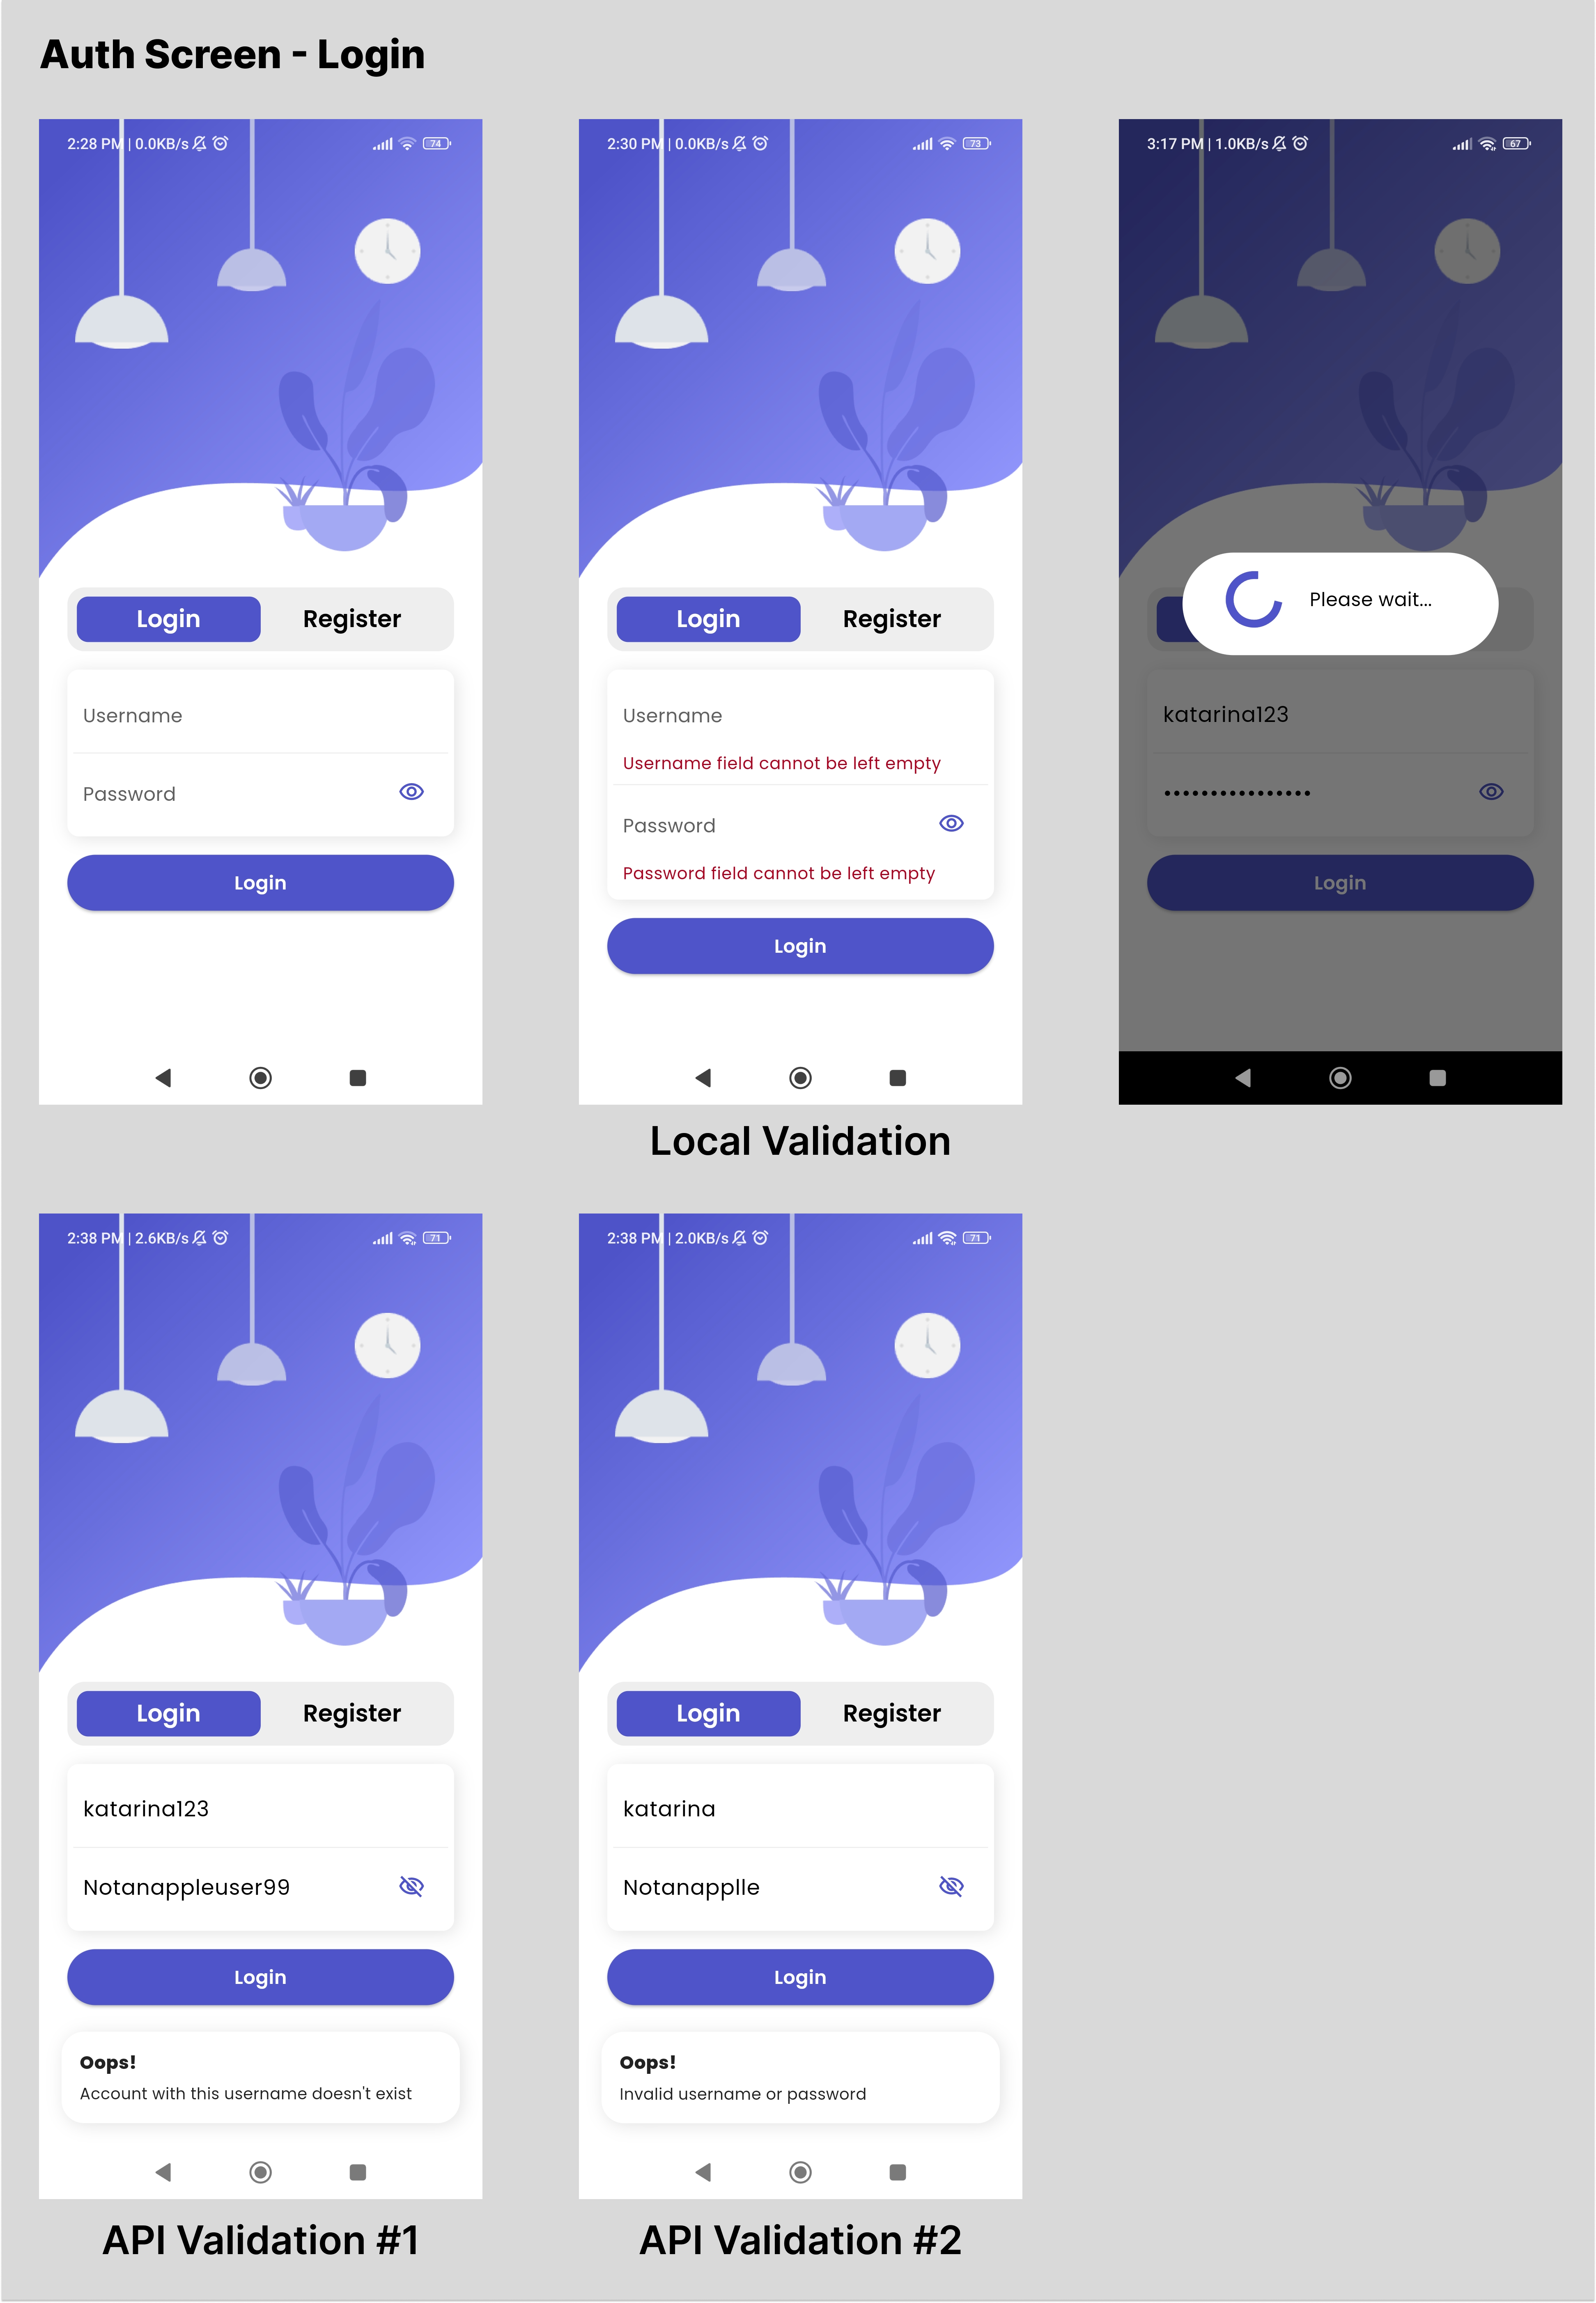 Auth Screen - Login
2:28 PM | 0.0KB/s 74
Login Register
Username
Password
Login
2:30 PM | 0.0KB/s 73
Login Register
Username
Username field cannot be left empty
Password
Password field cannot be left empty
Login
Local Validation
3:17 PM | 1.0KB/s 67
Please wait...
katarina123
••••••••••••••••
Login
2:38 PM | 2.6KB/s 71
Login Register
katarina123
Notanappleuser99
Login
Oops!
Account with this username doesn't exist
API Validation #1
2:38 PM | 2.0KB/s 71
Login Register
katarina
Notanapplle
Login
Oops!
Invalid username or password
API Validation #2